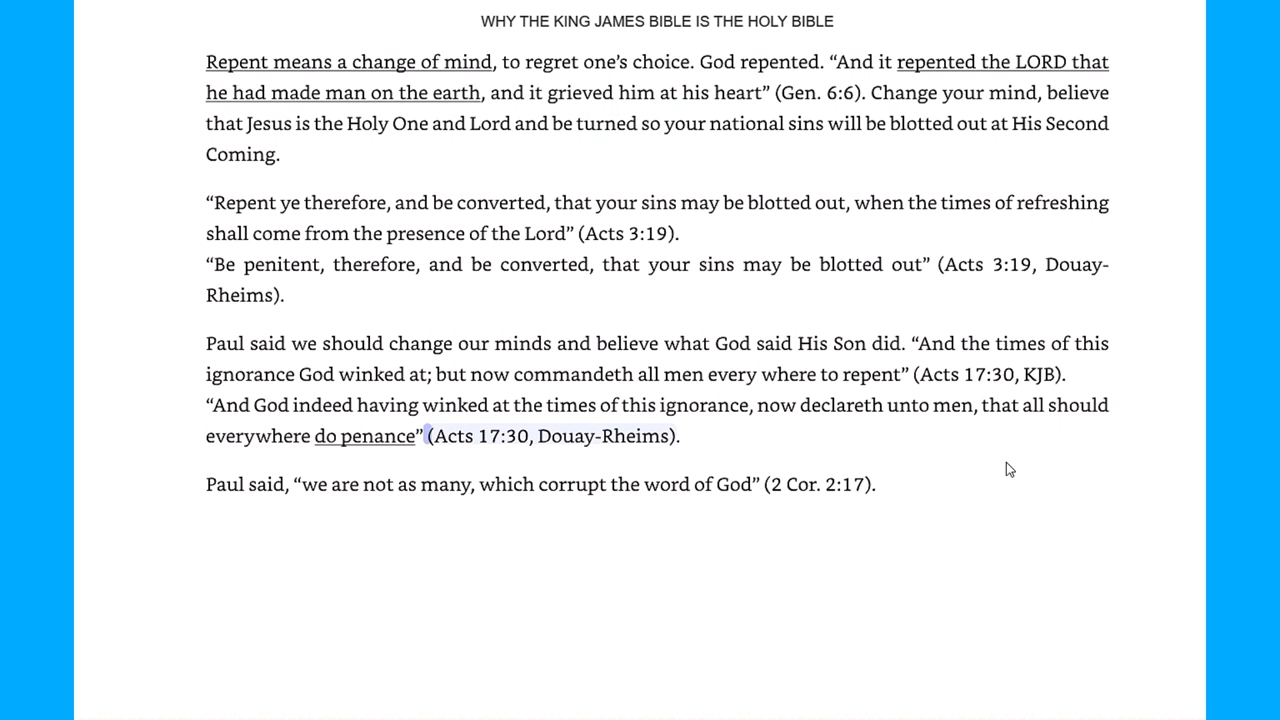 WHY THE KING JAMES BIBLE IS THE HOLY BIBLE
Repent means a change of mind, to regret one’s choice. God repented. “And it repented the LORD that
he had made man on the earth, and it grieved him at his heart” (Gen. 6:6). Change your mind, believe
that Jesus is the Holy One and Lord and be turned so your national sins will be blotted out at His Second
Coming.
“Repent ye therefore, and be converted, that your sins may be blotted out, when the times of refreshing
shall come from the presence of the Lord” (Acts 3:19).
“Be penitent, therefore, and be converted, that your sins may be blotted out” (Acts 3:19, Douay-
Rheims).
Paul said we should change our minds and believe what God said His Son did. “And the times of this
ignorance God winked at; but now commandeth all men every where to repent” (Acts 17:30, KJB).
“And God indeed having winked at the times of this ignorance, now declareth unto men, that all should
everywhere do penance” (Acts 17:30, Douay-Rheims).
Paul said, “we are not as many, which corrupt the word of God” (2 Cor. 2:17).